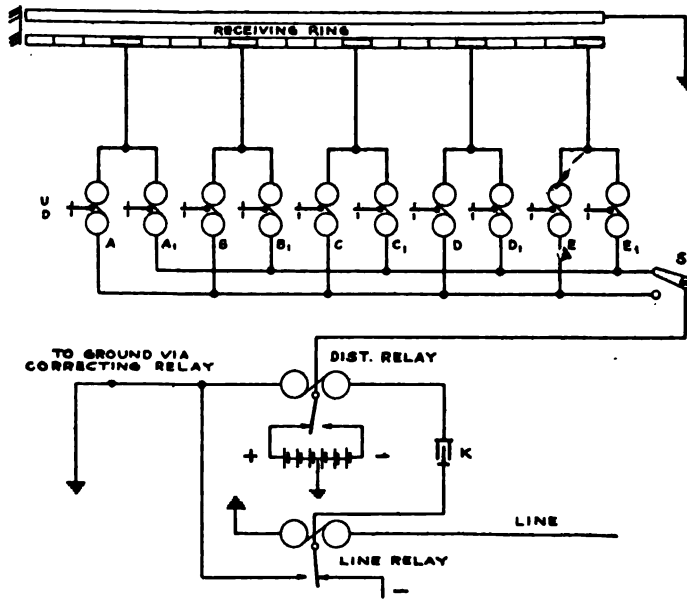 RECEIVING RING
U
D
A A1 B B1 C C1 D D1 E E1
S
TO GROUND VIA
CORRECTING RELAY
DIST. RELAY
+ −
K
LINE
LINE RELAY
−